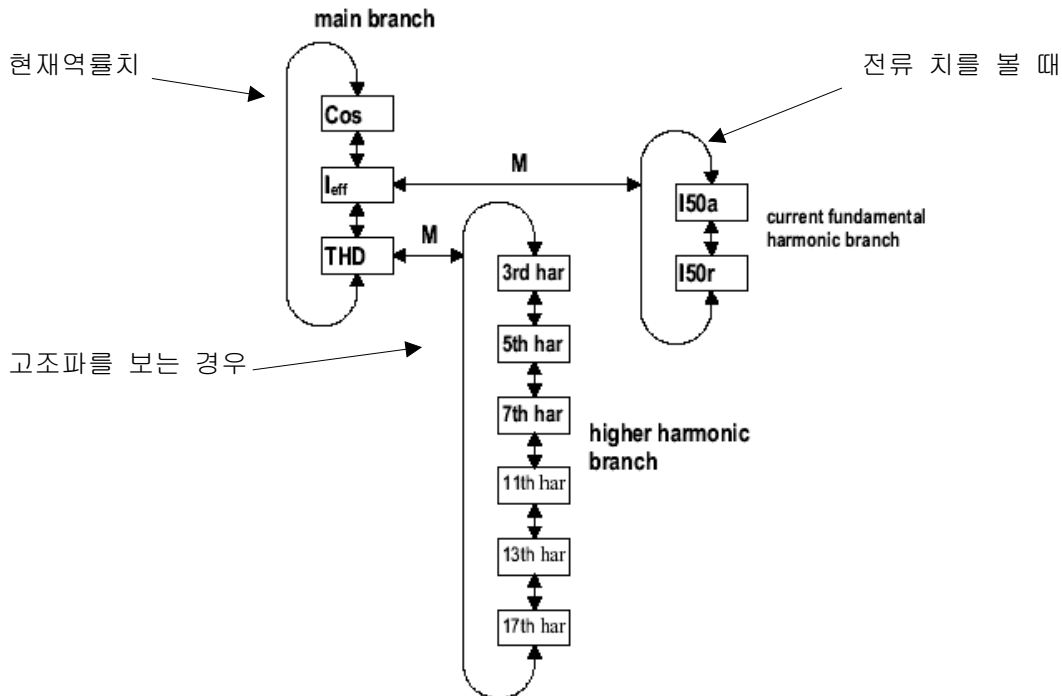 main branch
현재역률치
전류 치를 볼 때
Cos
M
I_eff
I50a
current fundamental
harmonic branch
M
THD
3rd har
I50r
5th har
고조파를 보는 경우
7th har
higher harmonic
branch
11th har
13th har
17th har